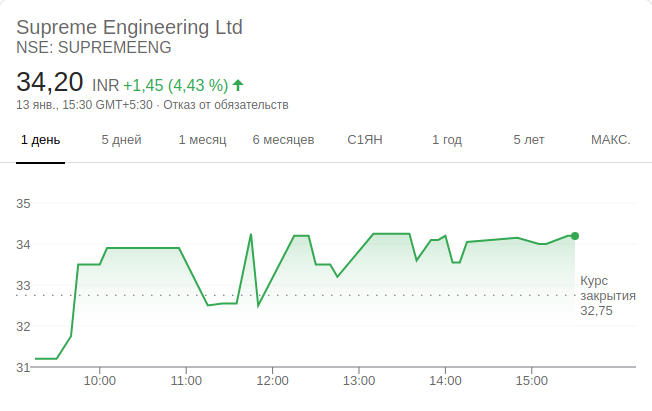 Supreme Engineering Ltd
NSE: SUPREMEENG
34,20 INR +1,45 (4,43 %)
13 янв., 15:30 GMT+5:30 · Отказ от обязательств
1 день 5 дней 1 месяц 6 месяцев С1ЯН 1 год 5 лет МАКС.
35
34
33
32
31
Курс
закрытия
32,75
10:00 11:00 12:00 13:00 14:00 15:00